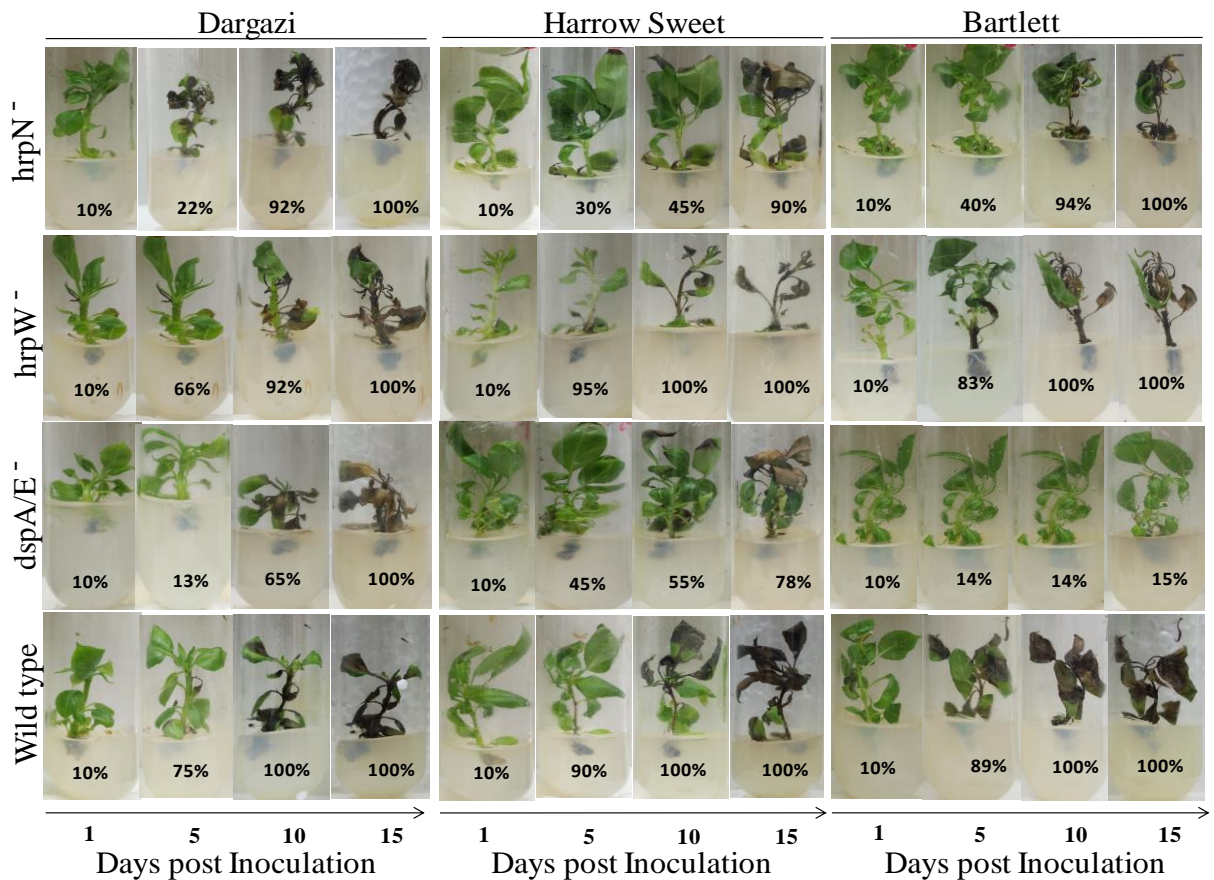 Dargazi Harrow Sweet Bartlett
hrpN⁻
10% 22% 92% 100% 10% 30% 45% 90% 10% 40% 94% 100%
hrpW⁻
10% 66% 92% 100% 10% 95% 100% 100% 10% 83% 100% 100%
dspA/E⁻
10% 13% 65% 100% 10% 45% 55% 78% 10% 14% 14% 15%
Wild type
10% 75% 100% 100% 10% 90% 100% 100% 10% 89% 100% 100%
1 5 10 15 1 5 10 15 1 5 10 15
Days post Inoculation Days post Inoculation Days post Inoculation